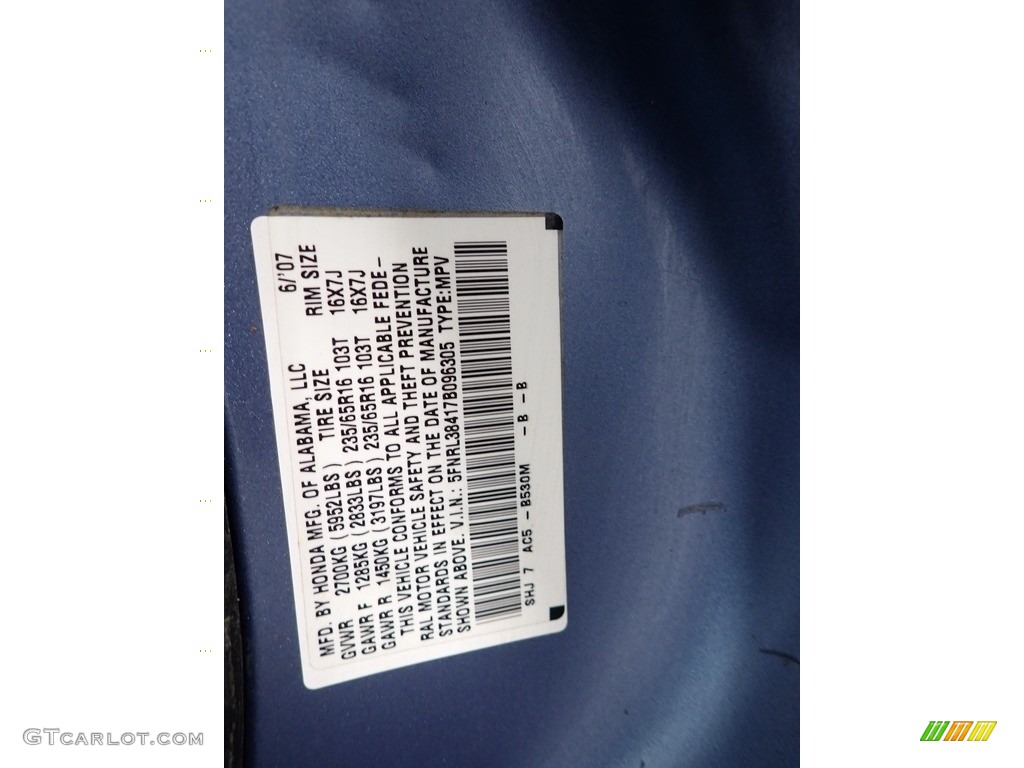 MFD. BY HONDA MFG. OF ALABAMA, LLC 6/'07
GVWR 2700KG (5952LBS) TIRE SIZE RIM SIZE
GAWR F 1285KG (2833LBS) 235/65R16 103T 16X7J
GAWR R 1450KG (3197LBS) 235/65R16 103T 16X7J
THIS VEHICLE CONFORMS TO ALL APPLICABLE FEDE-
RAL MOTOR VEHICLE SAFETY AND THEFT PREVENTION
STANDARDS IN EFFECT ON THE DATE OF MANUFACTURE
SHOWN ABOVE. V.I.N.: 5FNRL38417B096305 TYPE:MPV
SHJ 7 AC5 -B530M -B -B
GTCARLOT.COM